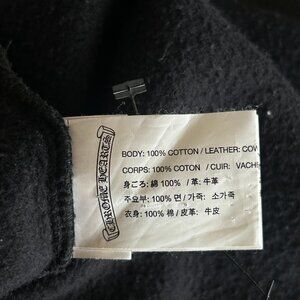 CHROME HEARTS
BODY: 100% COTTON / LEATHER: COW
CORPS: 100% COTON / CUIR: VACH
身ごろ: 綿 100% / 革: 牛革
주요부: 100% 면 / 가죽: 소가죽
衣身: 100% 棉 / 皮革: 牛皮